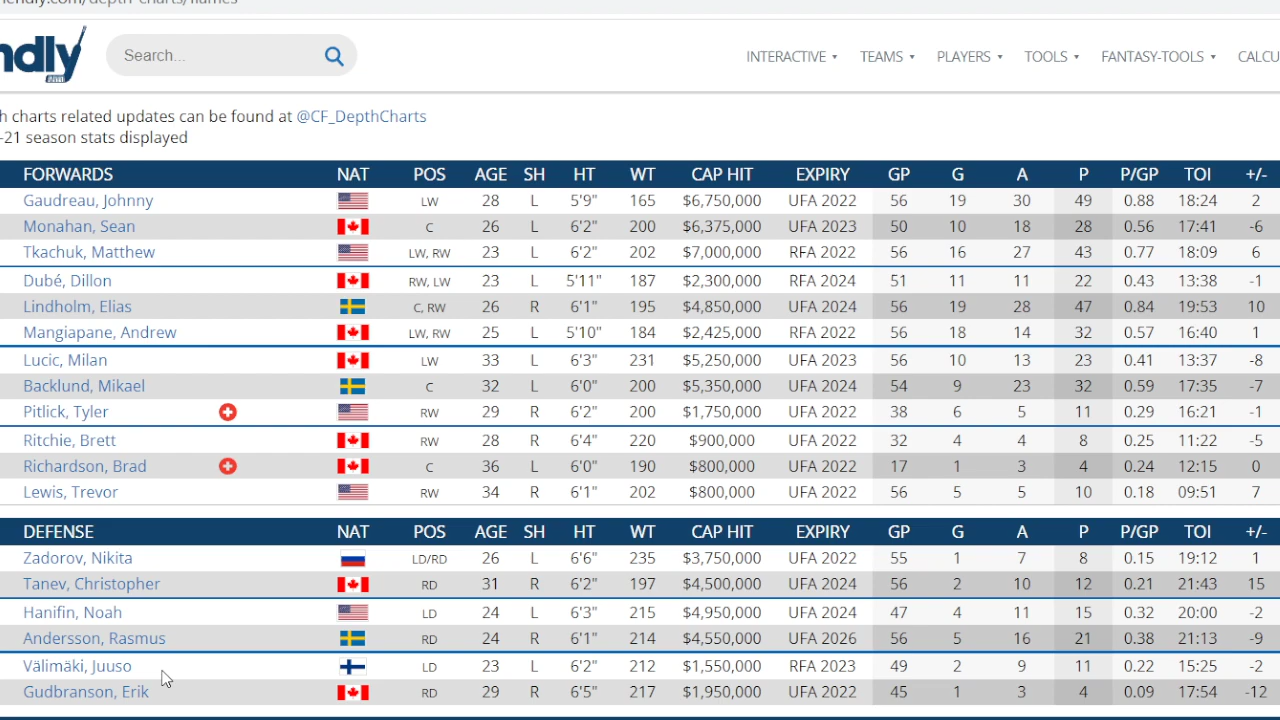 ndly
Search...
INTERACTIVE TEAMS PLAYERS TOOLS FANTASY-TOOLS CALCU
h charts related updates can be found at @CF_DepthCharts
-21 season stats displayed
FORWARDS NAT POS AGE SH HT WT CAP HIT EXPIRY GP G A P P/GP TOI +/-
Gaudreau, Johnny LW 28 L 5'9" 165 $6,750,000 UFA 2022 56 19 30 49 0.88 18:24 2
Monahan, Sean C 26 L 6'2" 200 $6,375,000 UFA 2023 50 10 18 28 0.56 17:41 -6
Tkachuk, Matthew LW, RW 23 L 6'2" 202 $7,000,000 RFA 2022 56 16 27 43 0.77 18:09 6
Dubé, Dillon RW, LW 23 L 5'11" 187 $2,300,000 RFA 2024 51 11 11 22 0.43 13:38 -1
Lindholm, Elias C, RW 26 R 6'1" 195 $4,850,000 UFA 2024 56 19 28 47 0.84 19:53 10
Mangiapane, Andrew LW, RW 25 L 5'10" 184 $2,425,000 RFA 2022 56 18 14 32 0.57 16:40 1
Lucic, Milan LW 33 L 6'3" 231 $5,250,000 UFA 2023 56 10 13 23 0.41 13:37 -8
Backlund, Mikael C 32 L 6'0" 200 $5,350,000 UFA 2024 54 9 23 32 0.59 17:35 -7
Pitlick, Tyler RW 29 R 6'2" 200 $1,750,000 UFA 2022 38 6 5 11 0.29 16:21 -1
Ritchie, Brett RW 28 R 6'4" 220 $900,000 UFA 2022 32 4 4 8 0.25 11:22 -5
Richardson, Brad C 36 L 6'0" 190 $800,000 UFA 2022 17 1 3 4 0.24 12:15 0
Lewis, Trevor RW 34 R 6'1" 202 $800,000 UFA 2022 56 5 5 10 0.18 09:51 7
DEFENSE NAT POS AGE SH HT WT CAP HIT EXPIRY GP G A P P/GP TOI +/-
Zadorov, Nikita LD/RD 26 L 6'6" 235 $3,750,000 UFA 2022 55 1 7 8 0.15 19:12 1
Tanev, Christopher RD 31 R 6'2" 197 $4,500,000 UFA 2024 56 2 10 12 0.21 21:43 15
Hanifin, Noah LD 24 L 6'3" 215 $4,950,000 UFA 2024 47 4 11 15 0.32 20:00 -2
Andersson, Rasmus RD 24 R 6'1" 214 $4,550,000 UFA 2026 56 5 16 21 0.38 21:13 -9
Välimäki, Juuso LD 23 L 6'2" 212 $1,550,000 RFA 2023 49 2 9 11 0.22 15:25 -2
Gudbranson, Erik RD 29 R 6'5" 217 $1,950,000 UFA 2022 45 1 3 4 0.09 17:54 -12